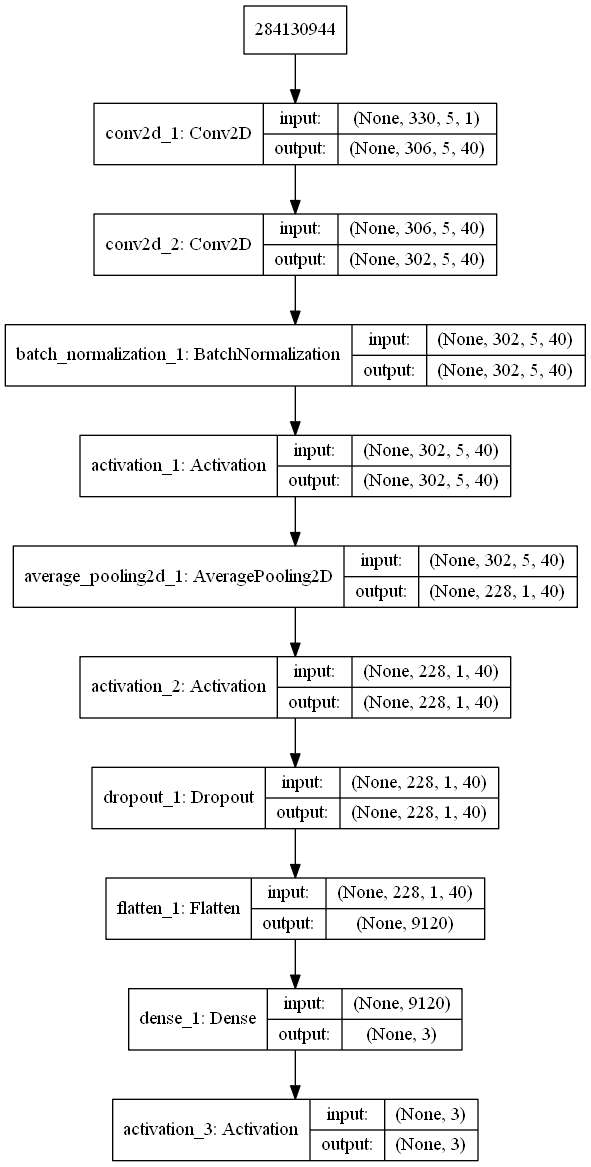 284130944
conv2d_1: Conv2D
input: (None, 330, 5, 1)
output: (None, 306, 5, 40)
conv2d_2: Conv2D
input: (None, 306, 5, 40)
output: (None, 302, 5, 40)
batch_normalization_1: BatchNormalization
input: (None, 302, 5, 40)
output: (None, 302, 5, 40)
activation_1: Activation
input: (None, 302, 5, 40)
output: (None, 302, 5, 40)
average_pooling2d_1: AveragePooling2D
input: (None, 302, 5, 40)
output: (None, 228, 1, 40)
activation_2: Activation
input: (None, 228, 1, 40)
output: (None, 228, 1, 40)
dropout_1: Dropout
input: (None, 228, 1, 40)
output: (None, 228, 1, 40)
flatten_1: Flatten
input: (None, 228, 1, 40)
output: (None, 9120)
dense_1: Dense
input: (None, 9120)
output: (None, 3)
activation_3: Activation
input: (None, 3)
output: (None, 3)